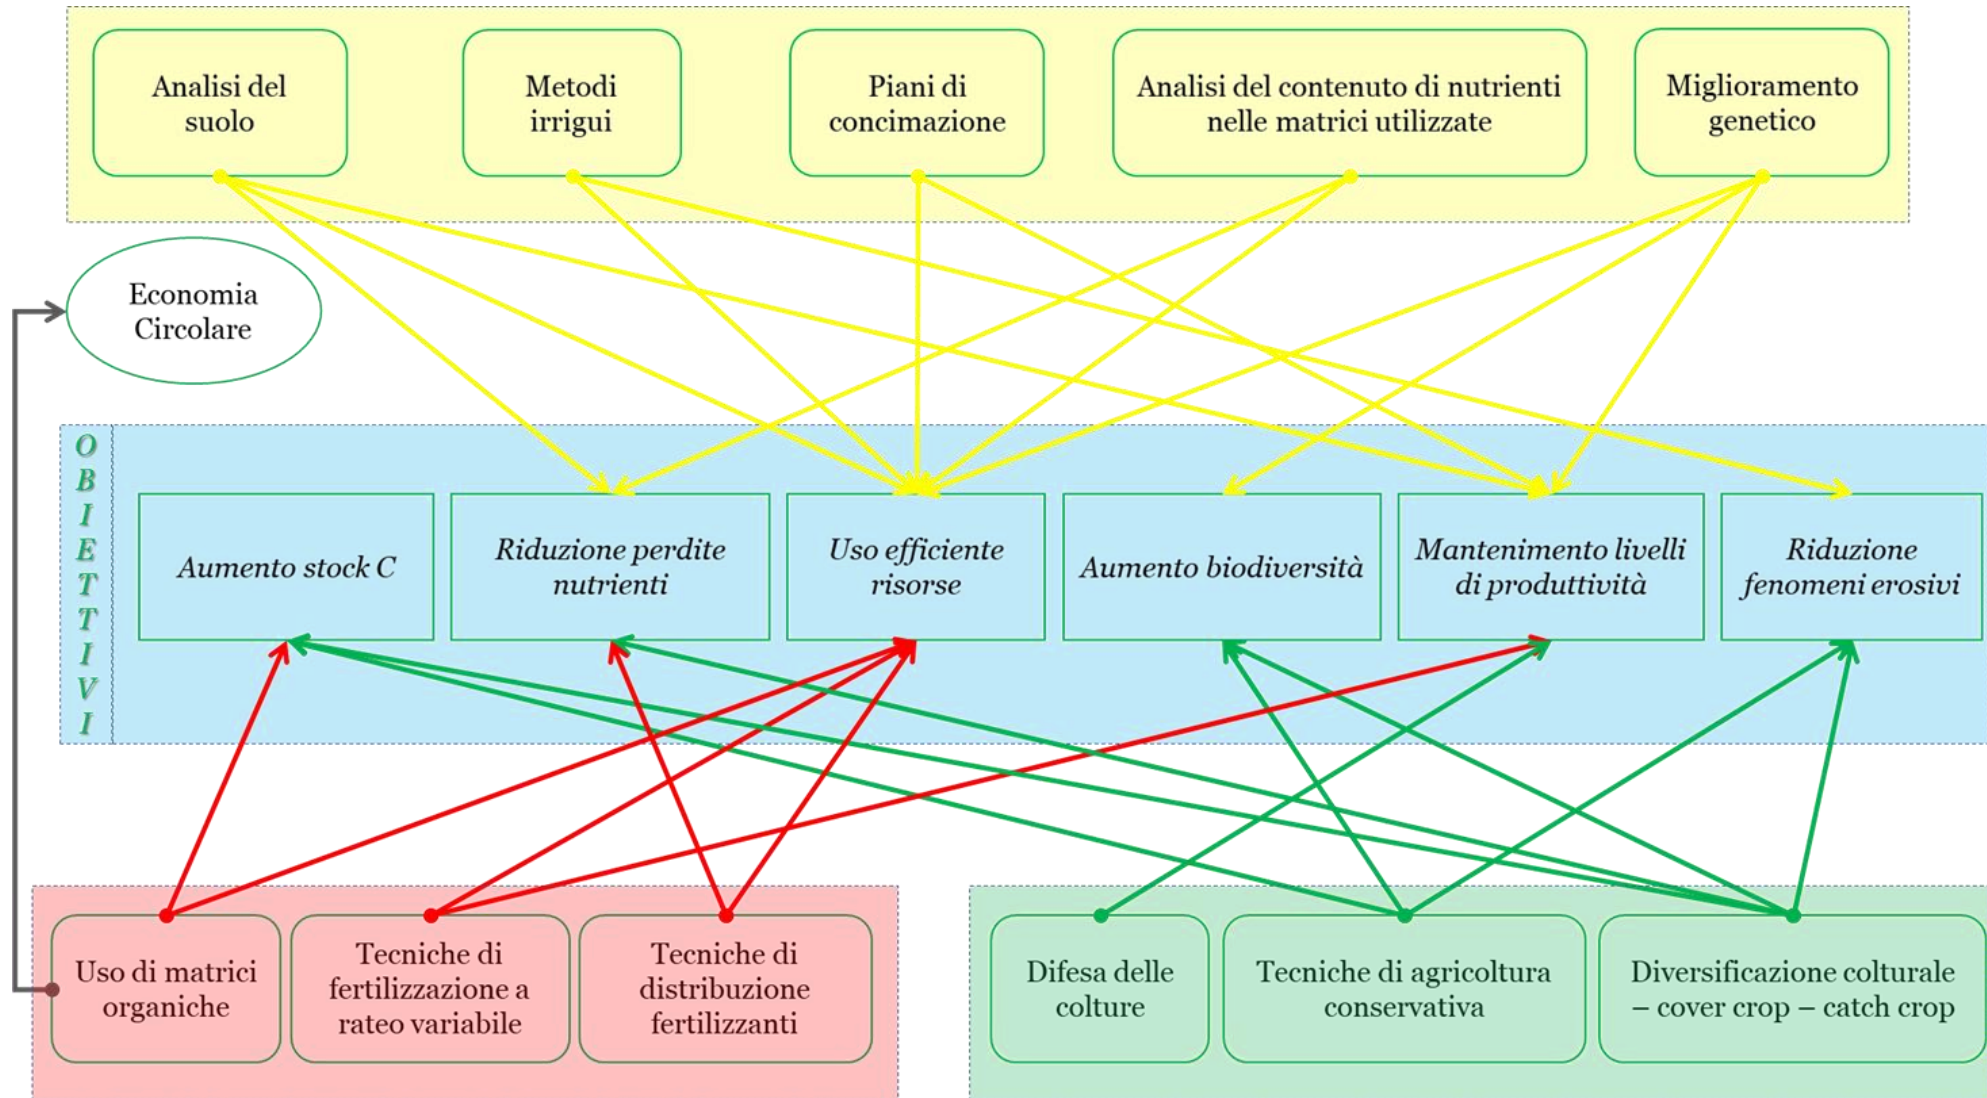 Analisi del
suolo
Metodi
irrigui
Piani di
concimazione
Analisi del contenuto di nutrienti
nelle matrici utilizzate
Miglioramento
genetico
Economia
Circolare
OBIETTIVI
Aumento stock C
Riduzione perdite
nutrienti
Uso efficiente
risorse
Aumento biodiversità
Mantenimento livelli
di produttività
Riduzione
fenomeni erosivi
Uso di matrici
organiche
Tecniche di
fertilizzazione a
rateo variabile
Tecniche di
distribuzione
fertilizzanti
Difesa delle
colture
Tecniche di agricoltura
conservativa
Diversificazione colturale
– cover crop – catch crop